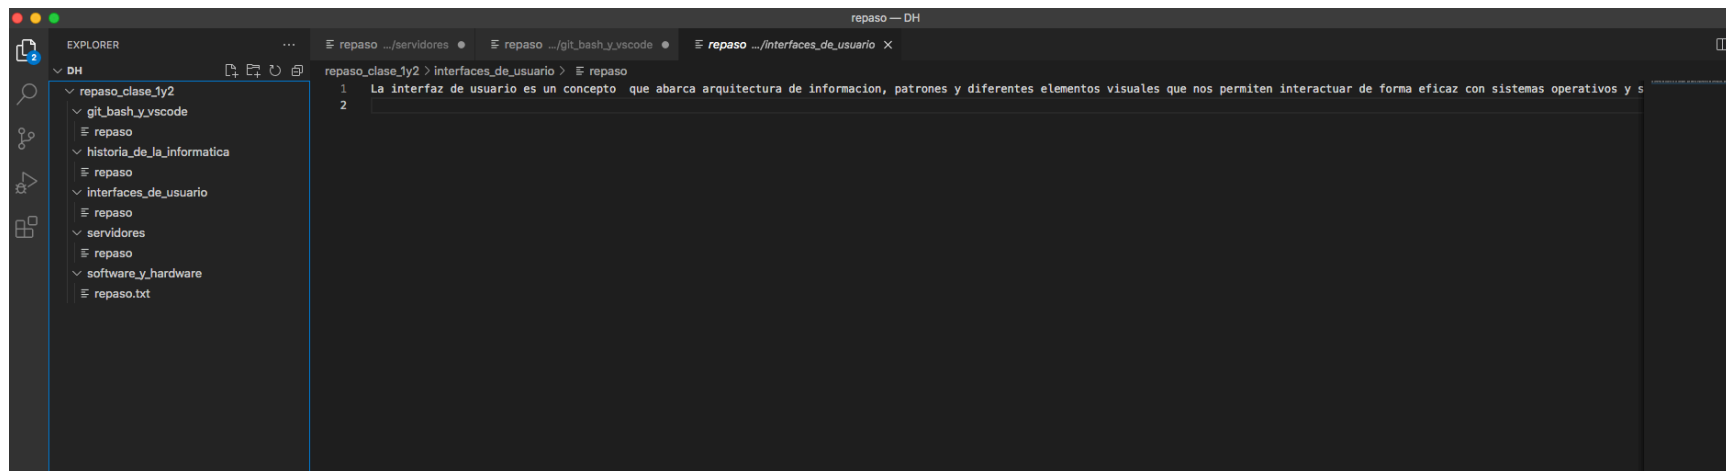 repaso — DH
EXPLORER ...
repaso .../servidores
repaso .../git_bash_y_vscode
repaso .../interfaces_de_usuario
2
DH
repaso_clase_1y2 > interfaces_de_usuario > repaso
repaso_clase_1y2
git_bash_y_vscode
repaso
historia_de_la_informatica
repaso
interfaces_de_usuario
repaso
servidores
repaso
software_y_hardware
repaso.txt
1 La interfaz de usuario es un concepto  que abarca arquitectura de informacion, patrones y diferentes elementos visuales que nos permiten interactuar de forma eficaz con sistemas operativos y s
2